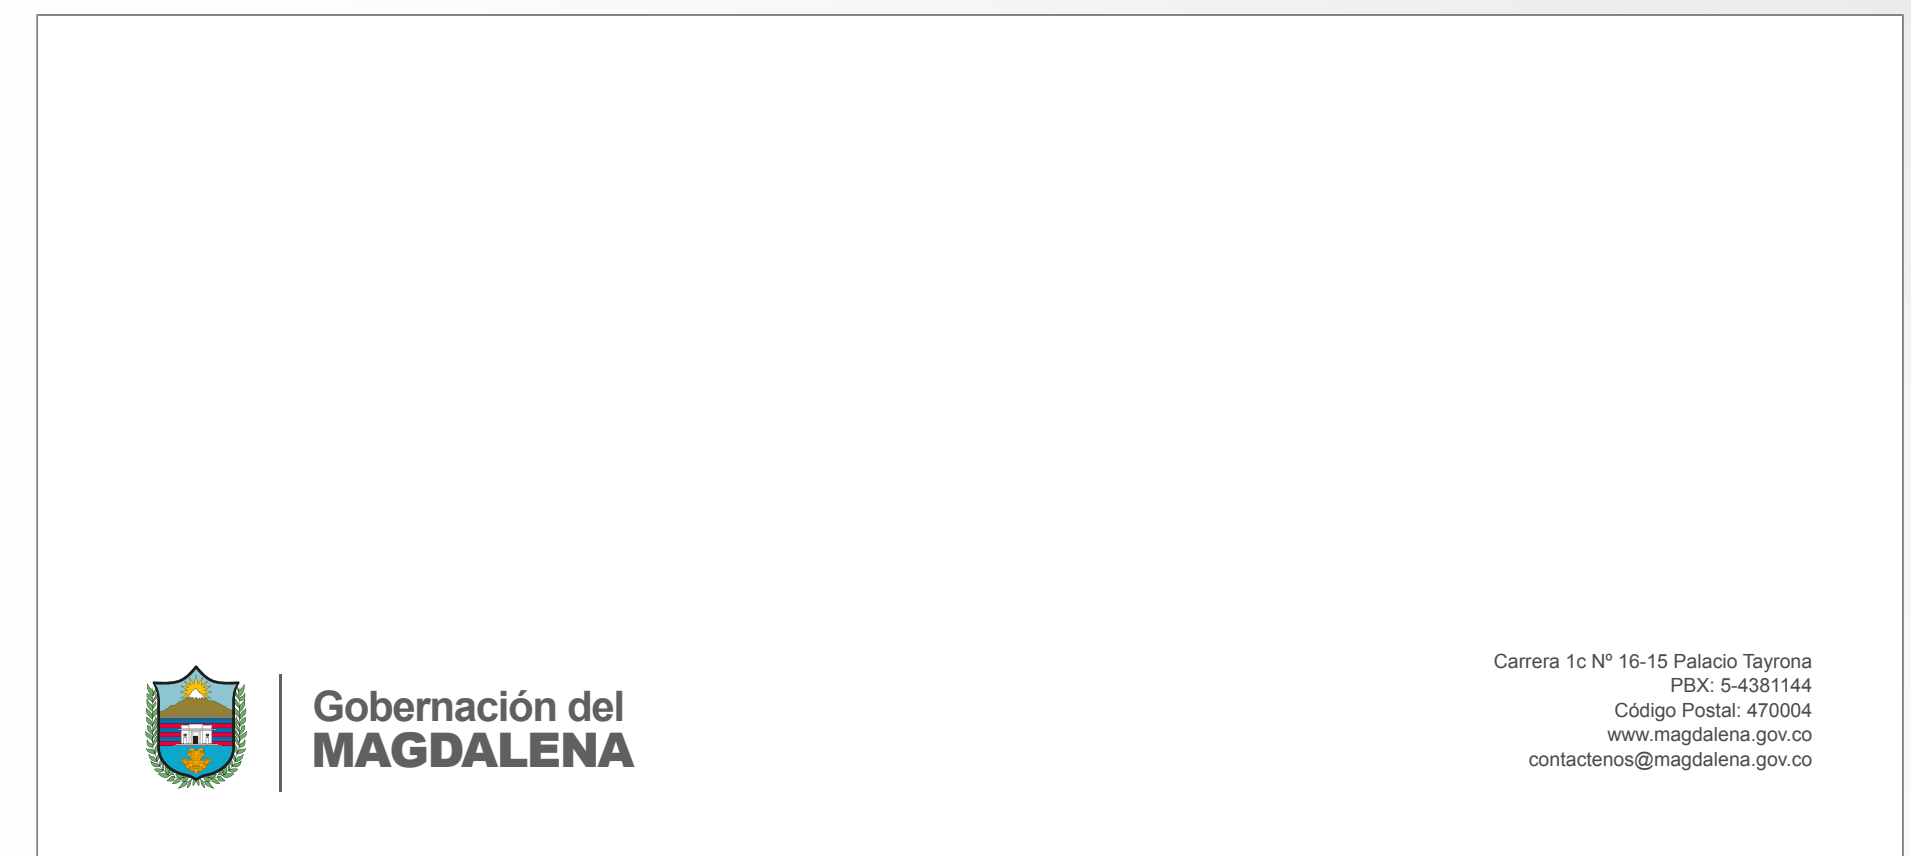 Gobernación del
MAGDALENA
Carrera 1c Nº 16-15 Palacio Tayrona
PBX: 5-4381144
Código Postal: 470004
www.magdalena.gov.co
contactenos@magdalena.gov.co